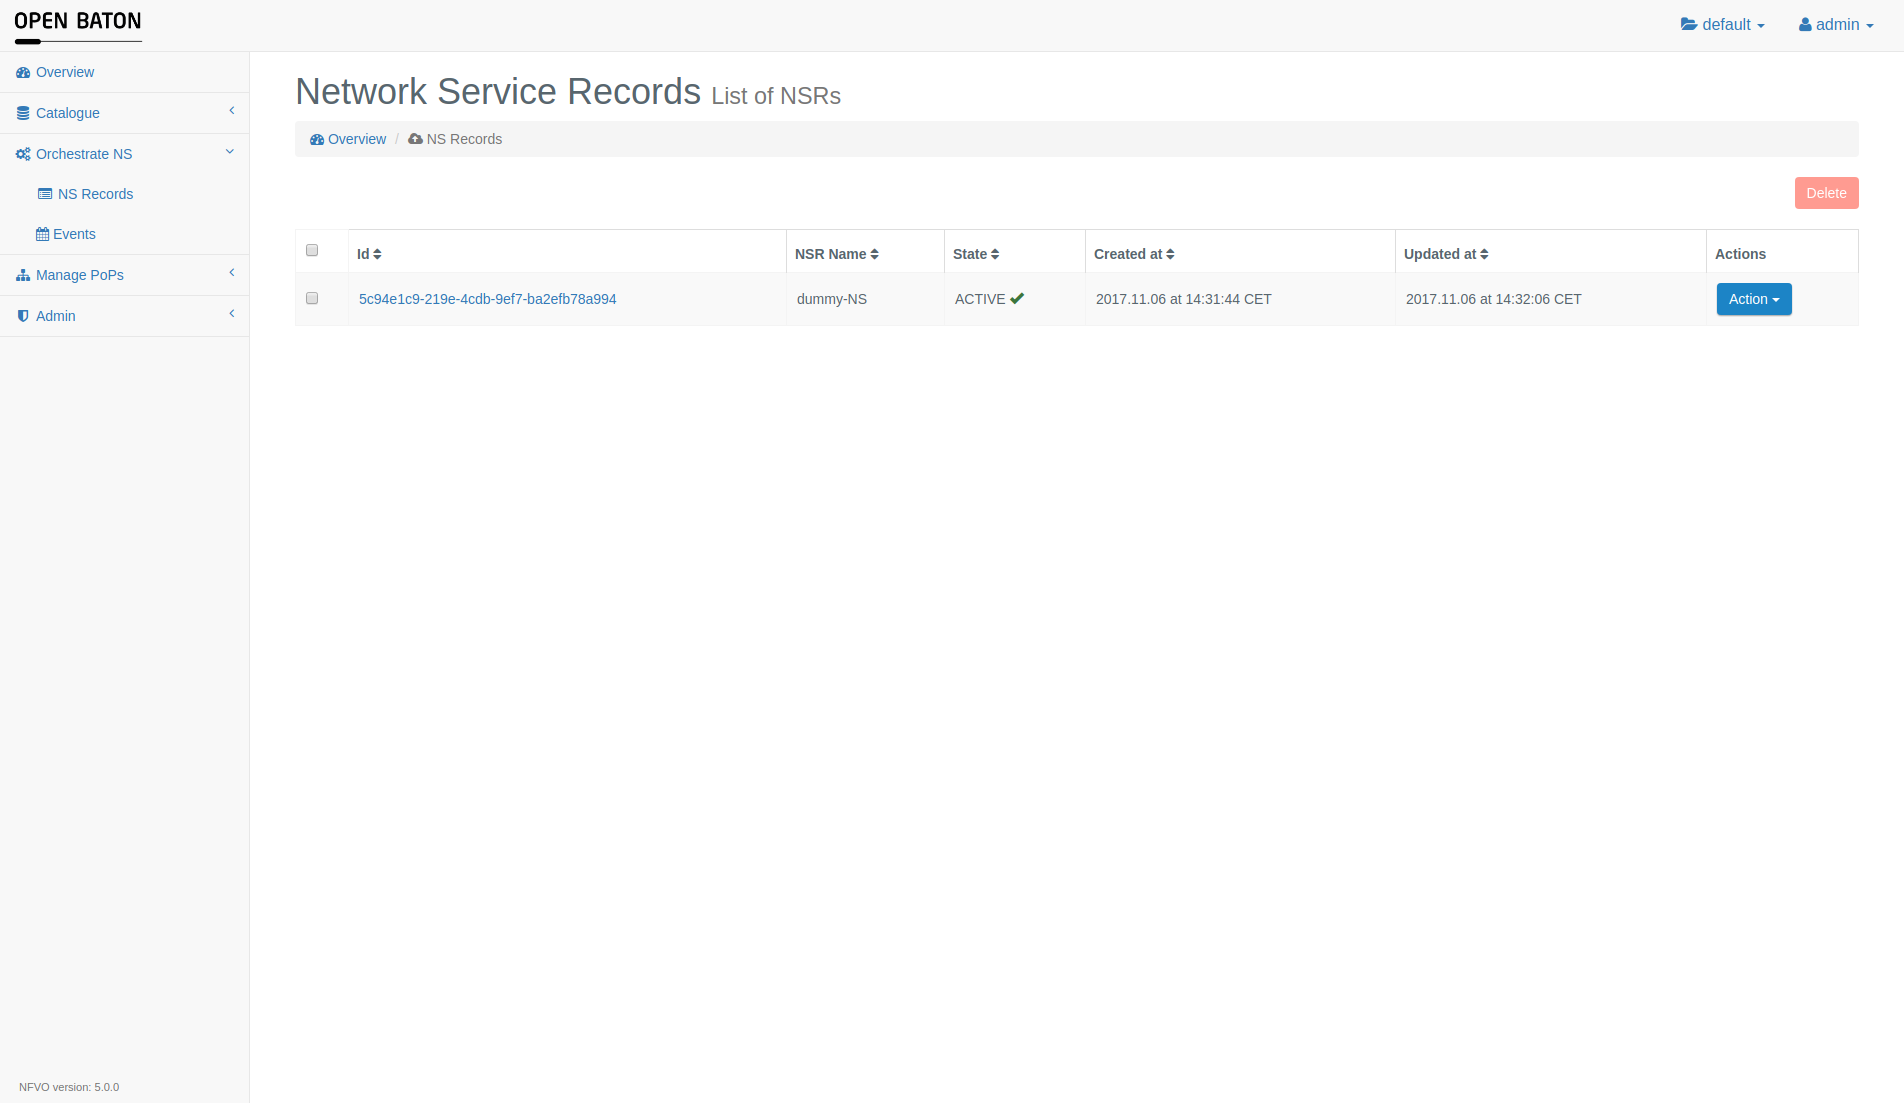 OPEN BATON
default
admin
Overview
Catalogue
Orchestrate NS
NS Records
Events
Manage PoPs
Admin
Network Service Records List of NSRs
Overview / NS Records
Delete
Id NSR Name State Created at Updated at Actions
5c94e1c9-219e-4cdb-9ef7-ba2efb78a994 dummy-NS ACTIVE 2017.11.06 at 14:31:44 CET 2017.11.06 at 14:32:06 CET Action
NFVO version: 5.0.0